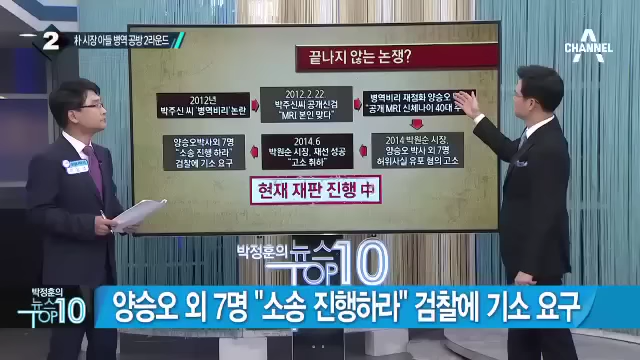 2
朴 시장 아들 병역 공방 2라운드
CHANNEL
끝나지 않는 논쟁?
2012년
박주신 씨 '병역비리' 논란
2012.2.22.
박주신씨 공개신검
"MRI 본인 맞다"
병역비리 재점화 양승오
"공개 MRI 신체나이 40대
2014 박원순 시장,
양승오 박사 외 7명
허위사실 유포 혐의 고소
2014.6
박원순 시장, 재선 성공
"고소 취하"
양승오박사 외 7명
"소송 진행 하라"
검찰에 기소 요구
현재 재판 진행 中
박정훈의
뉴스
TOP10
박정훈의
뉴스
TOP10
양승오 외 7명 "소송 진행하라" 검찰에 기소 요구